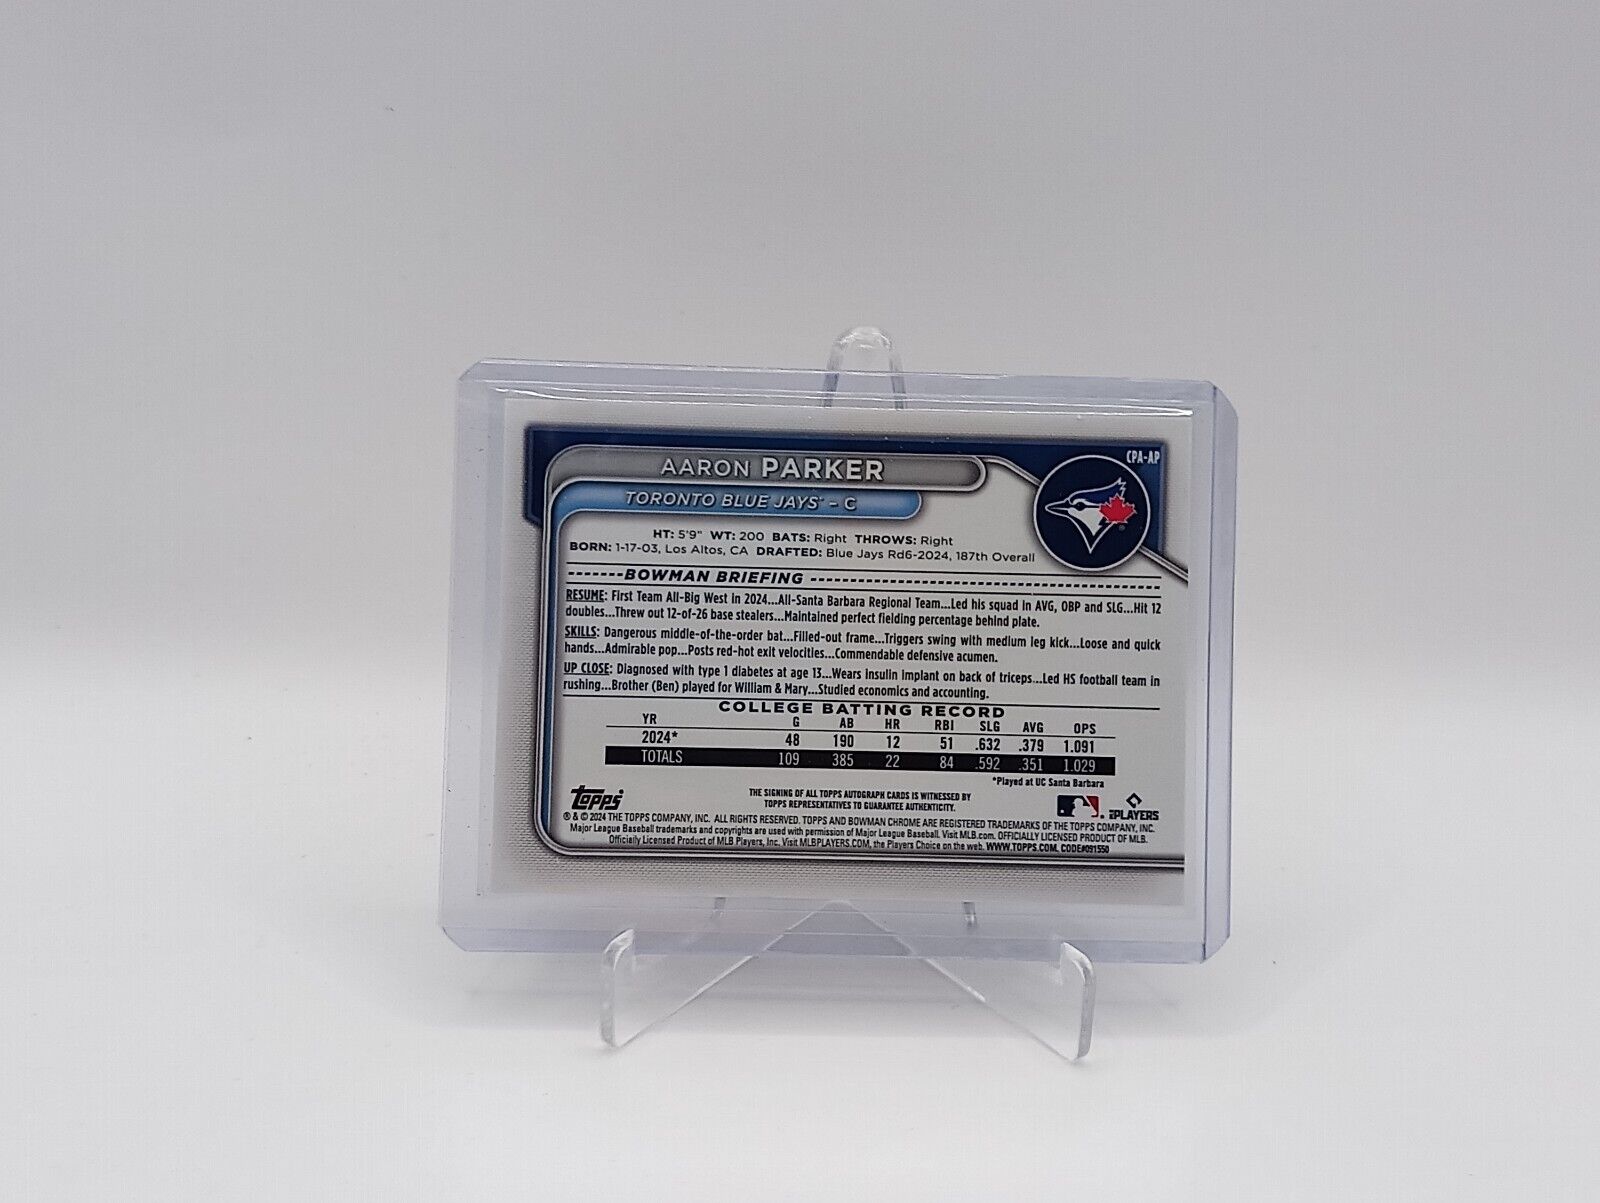 CPA-AP
AARON PARKER
TORONTO BLUE JAYS™ – C
HT: 5'9" WT: 200 BATS: Right THROWS: Right
BORN: 1-17-03, Los Altos, CA DRAFTED: Blue Jays Rd6-2024, 187th Overall
BOWMAN BRIEFING
RESUME: First Team All-Big West in 2024...All-Santa Barbara Regional Team...Led his squad in AVG, OBP and SLG...Hit 12
doubles...Threw out 12-of-26 base stealers...Maintained perfect fielding percentage behind plate.
SKILLS: Dangerous middle-of-the-order bat...Filled-out frame...Triggers swing with medium leg kick...Loose and quick
hands...Admirable pop...Posts red-hot exit velocities...Commendable defensive acumen.
UP CLOSE: Diagnosed with type 1 diabetes at age 13...Wears insulin implant on back of triceps...Led HS football team in
rushing...Brother (Ben) played for William & Mary...Studied economics and accounting.
COLLEGE BATTING RECORD
YR G AB HR RBI SLG AVG OPS
2024* 48 190 12 51 .632 .379 1.091
TOTALS 109 385 22 84 .592 .351 1.029
*Played at UC Santa Barbara
topps
THE SIGNING OF ALL TOPPS AUTOGRAPH CARDS IS WITNESSED BY
TOPPS REPRESENTATIVES TO GUARANTEE AUTHENTICITY.
PLAYERS
® & © 2024 THE TOPPS COMPANY, INC. ALL RIGHTS RESERVED. TOPPS AND BOWMAN CHROME ARE REGISTERED TRADEMARKS OF THE TOPPS COMPANY, INC.
Major League Baseball trademarks and copyrights are used with permission of Major League Baseball. Visit MLB.com. OFFICIALLY LICENSED PRODUCT OF MLB.
Officially Licensed Product of MLB Players, Inc. Visit MLBPLAYERS.COM, the Players Choice on the web. WWW.TOPPS.COM. CODE#091550